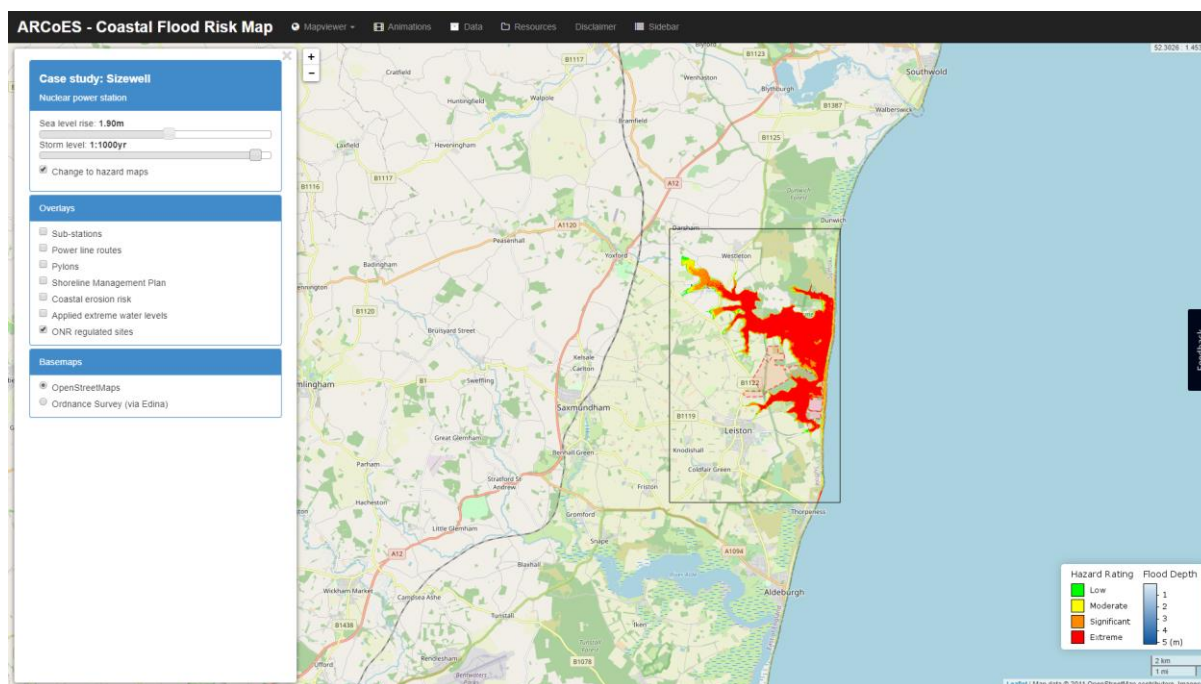 ARCoES - Coastal Flood Risk Map Mapviewer Animations Data Resources Disclaimer Sidebar
Case study: Sizewell
Nuclear power station
Sea level rise: 1.90m
Storm level: 1:1000yr
Change to hazard maps
Overlays
Sub-stations
Power line routes
Pylons
Shoreline Management Plan
Coastal erosion risk
Applied extreme water levels
ONR regulated sites
Basemaps
OpenStreetMaps
Ordnance Survey (via Edina)
+
−
B1117
B1123
Southwold
Cratfield
Wenhaston
Blythburgh
Huntingfield
Walpole
B1387
Walberswick
Bramfield
B1125
Laxfield
Heveningham
B1117
B1116
A12
Dunwich Forest
Dunwich
A1120
Darsham
Peasenhall
Yoxford
Westleton
Badingham
B1120
Bruisyard Street
Kelsale
Carlton
B1122
B1
Sweffling
Saxmundham
B1119
Leiston
Great Glemham
Benhall Green
Knodishall
Coldfair Green
Parham
Stratford St Andrew
Friston
Hacheston
Thorpeness
Gromford
Little Glemham
Snape
A1094
A12
Blaxhall
Aldeburgh
Wickham Market
Campsea Ashe
Tunstall
Iken
B1438
Tunstall Forest
Rendlesham
B1078
Hazard Rating Flood Depth
Low
Moderate
Significant
Extreme
1
2
3
4
5 (m)
2 km
1 mi